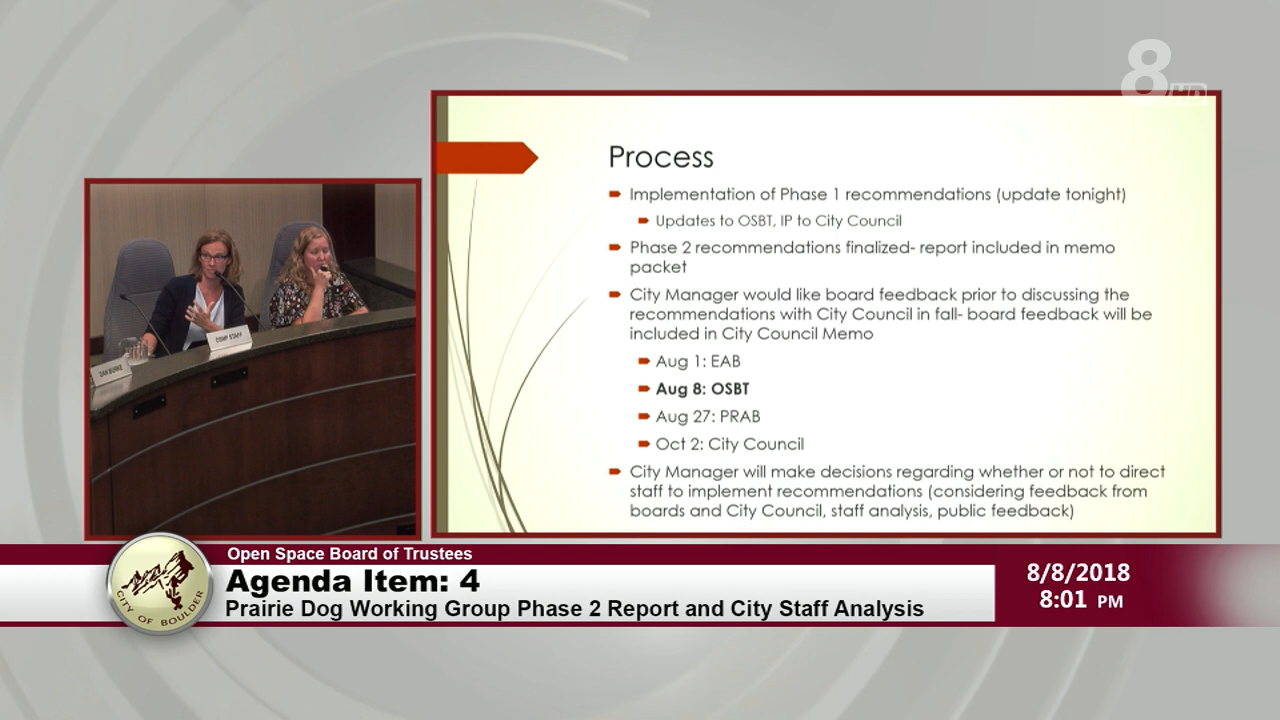 8
HD
Process
Implementation of Phase 1 recommendations (update tonight)
Updates to OSBT, IP to City Council
Phase 2 recommendations finalized- report included in memo
packet
City Manager would like board feedback prior to discussing the
recommendations with City Council in fall- board feedback will be
included in City Council Memo
Aug 1: EAB
Aug 8: OSBT
Aug 27: PRAB
Oct 2: City Council
City Manager will make decisions regarding whether or not to direct
staff to implement recommendations (considering feedback from
boards and City Council, staff analysis, public feedback)
DAN BURKE
OSMP STAFF
Open Space Board of Trustees
Agenda Item: 4
Prairie Dog Working Group Phase 2 Report and City Staff Analysis
8/8/2018
8:01 PM
CITY OF BOULDER